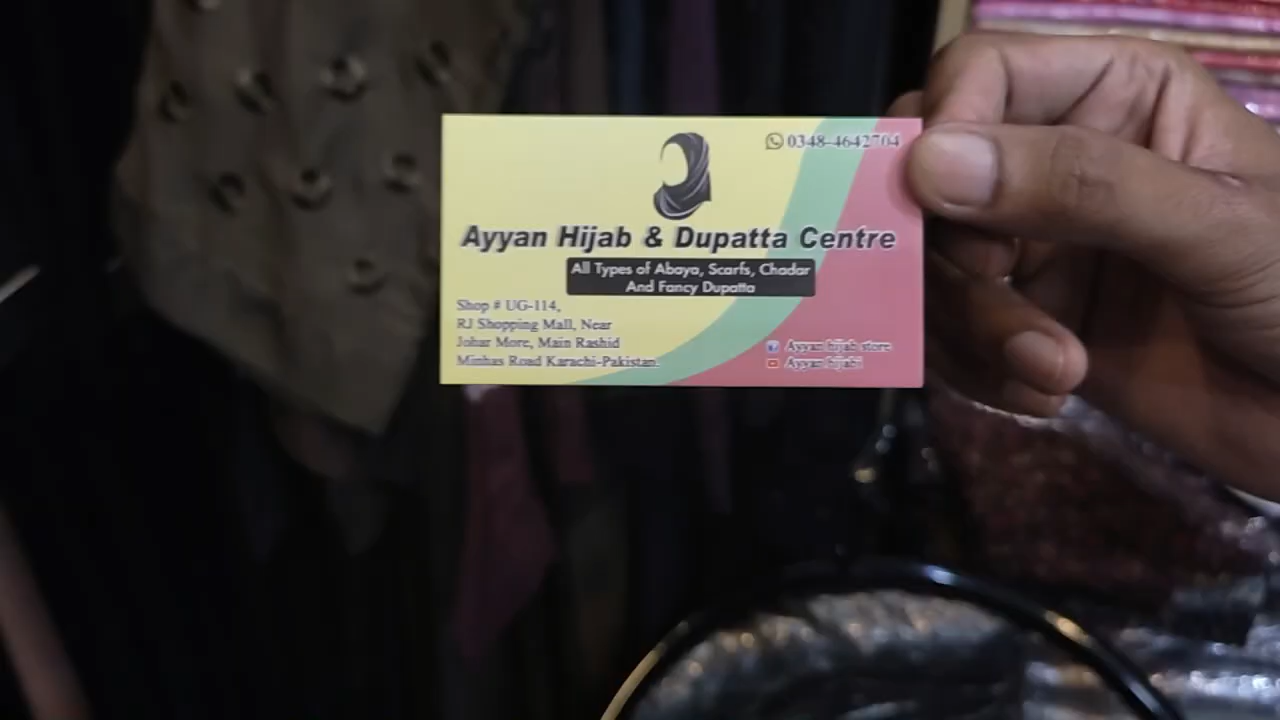 0348-4642704
Ayyan Hijab & Dupatta Centre
All Types of Abaya, Scarfs, Chadar
And Fancy Dupatta
Shop # UG-114,
RJ Shopping Mall, Near
Johar More, Main Rashid
Minhas Road Karachi-Pakistan.
Ayyan hijab store
Ayyan hijabi